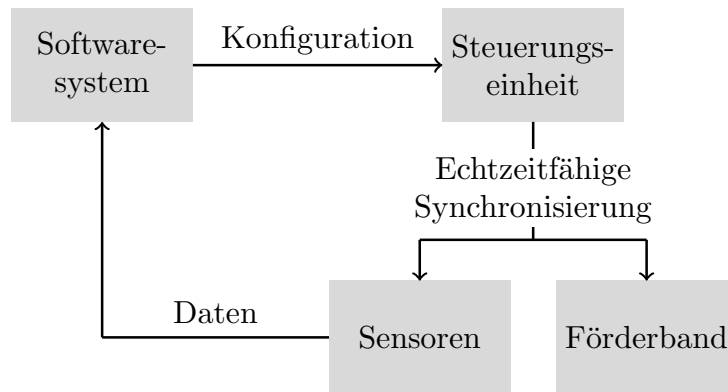 Software-
system
Konfiguration
Steuerungs-
einheit
Echtzeitfähige
Synchronisierung
Daten
Sensoren
Förderband